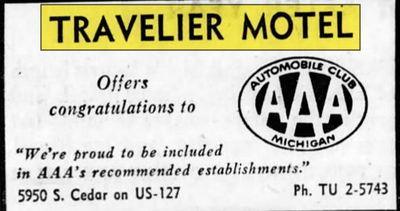 TRAVELIER MOTEL
Offers
congratulations to
AUTOMOBILE CLUB
AAA
MICHIGAN
"We're proud to be included
in AAA's recommended establishments."
5950 S. Cedar on US-127 Ph. TU 2-5743